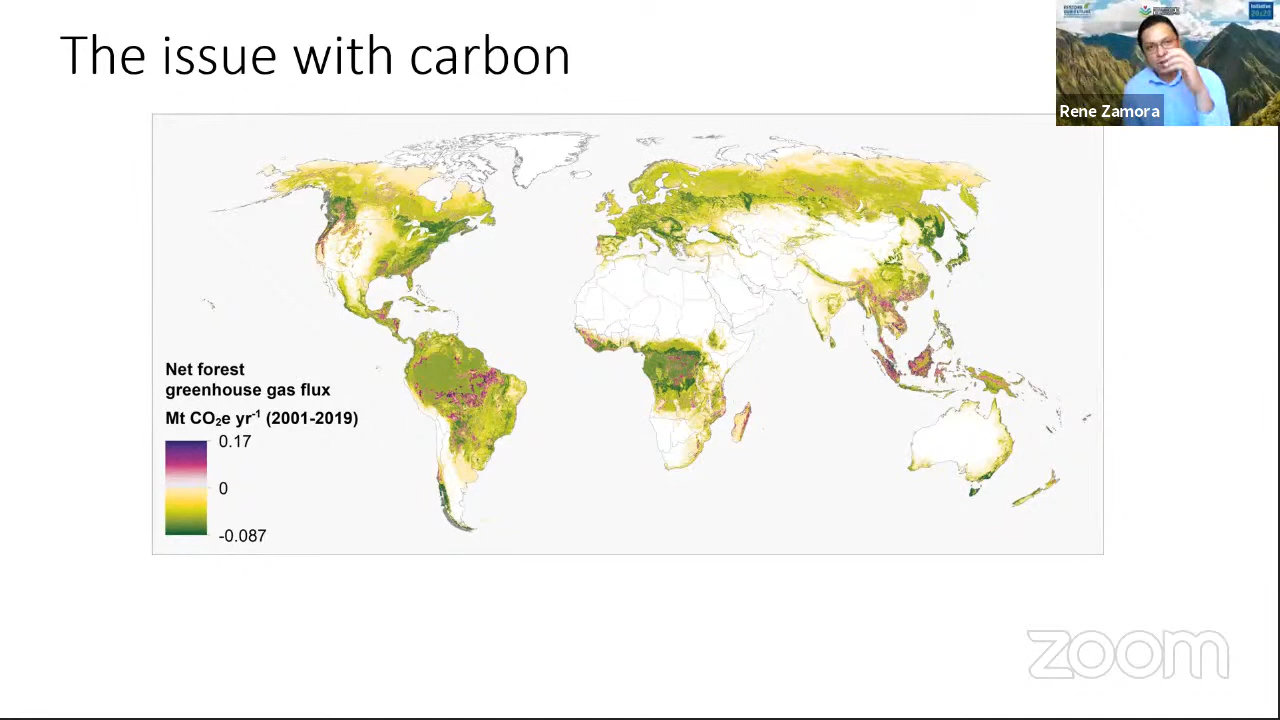 The issue with carbon
Rene Zamora
Net forest
greenhouse gas flux
Mt CO₂e yr⁻¹ (2001-2019)
0.17
0
-0.087
zoom